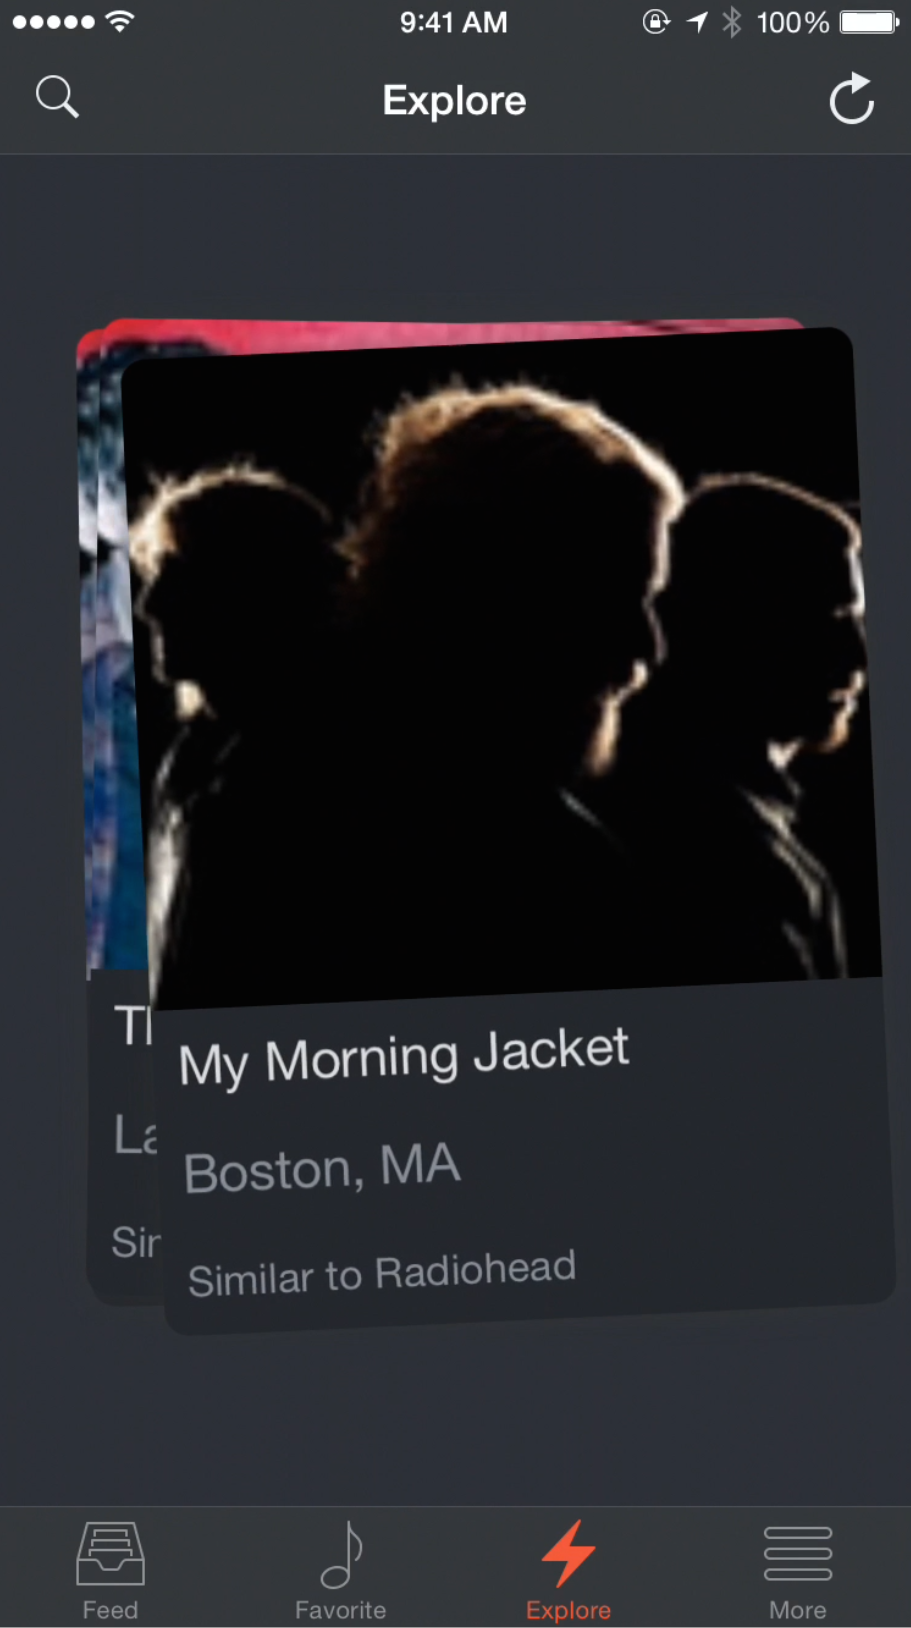 9:41 AM 100%
Explore
My Morning Jacket
Boston, MA
Similar to Radiohead
Feed Favorite Explore More